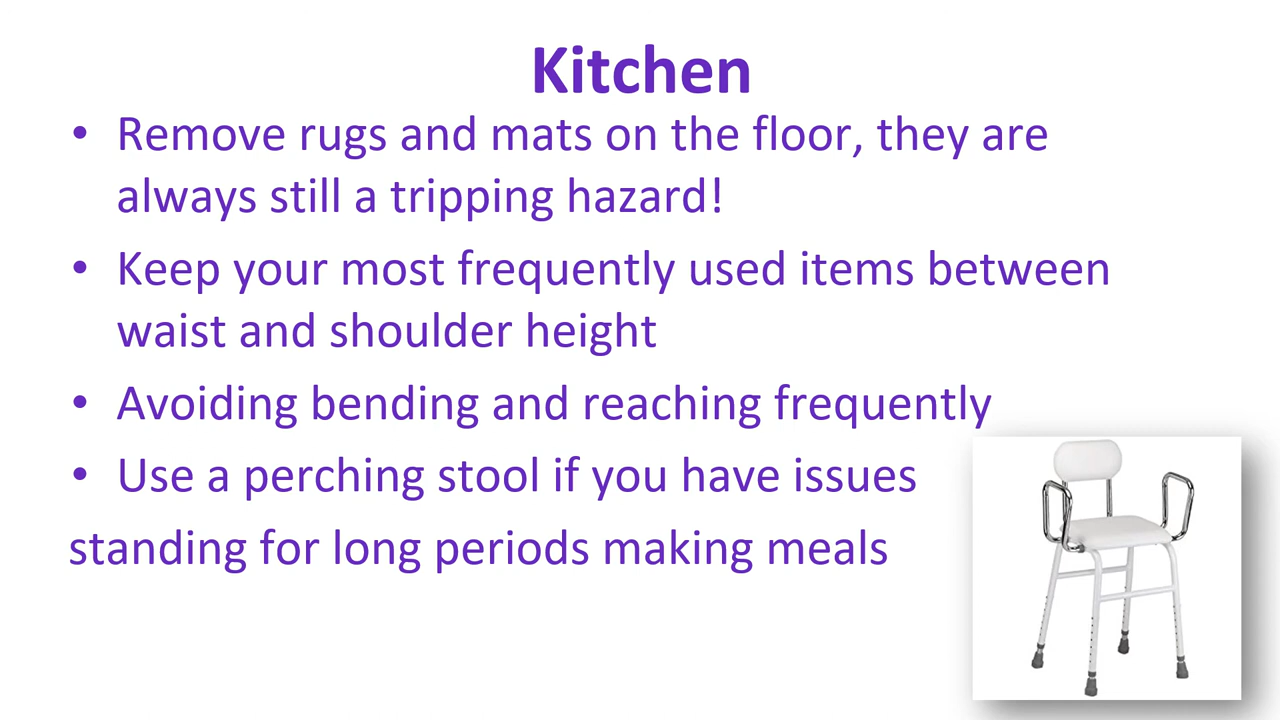 Kitchen
• Remove rugs and mats on the floor, they are
always still a tripping hazard!
• Keep your most frequently used items between
waist and shoulder height
• Avoiding bending and reaching frequently
• Use a perching stool if you have issues
standing for long periods making meals